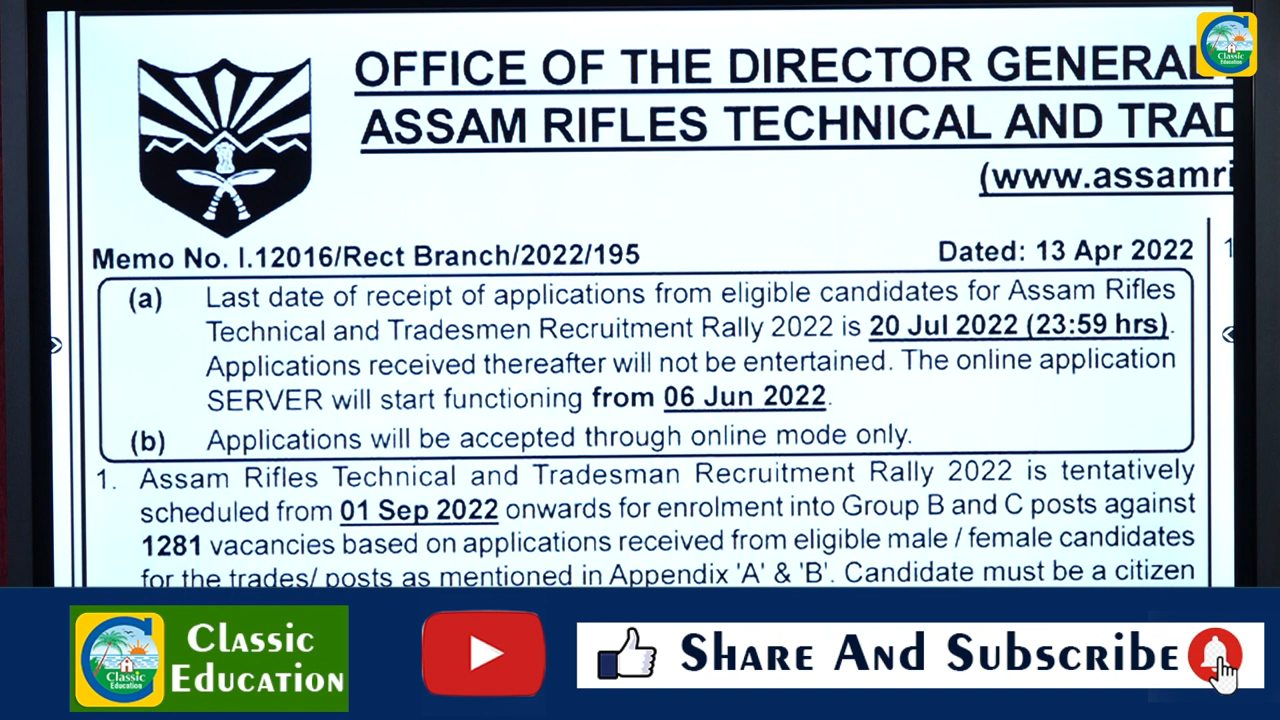 OFFICE OF THE DIRECTOR GENERAL
ASSAM RIFLES TECHNICAL AND
(www.
Memo No. I.12016/Rect Branch/2022/195
Dated: 13 Apr 2022
(a) Last date of receipt of applications from eligible candidates for Assam Rifles
Technical and Tradesmen Recruitment Rally 2022 is 20 Jul 2022 (23:59 hrs).
Applications received thereafter will not be entertained. The online application
SERVER will start functioning from 06 Jun 2022.
(b) Applications will be accepted through online mode only.
1. Assam Rifles Technical and Tradesman Recruitment Rally 2022 is tentatively
scheduled from 01 Sep 2022 onwards for enrolment into Group B and C posts against
1281 vacancies based on applications received from eligible male / female candidates
for the trades/ posts as mentioned in Appendix 'A' & 'B'. Candidate must be a citizen
Classic
Education
Classic
Education
Classic
Education
Share And Subscribe